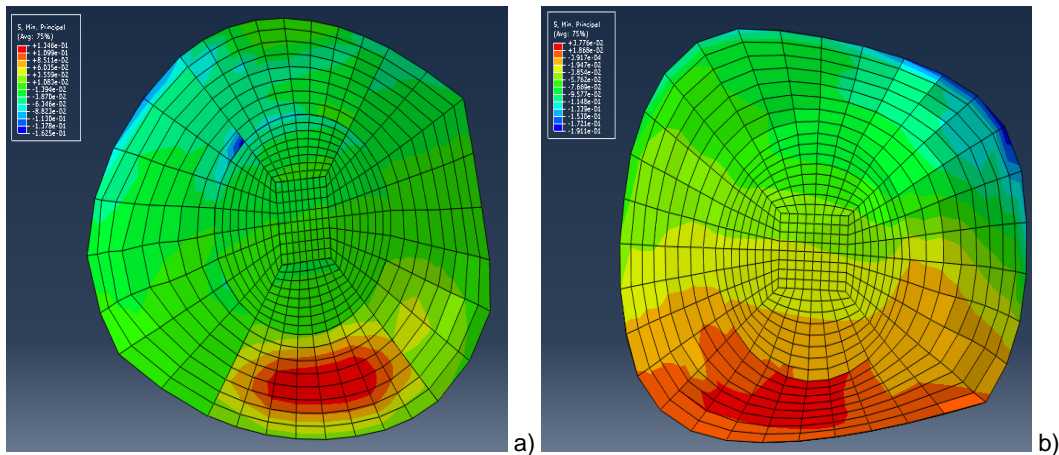 S, Min. Principal
(Avg: 75%)
+1.346e-01
+1.099e-01
+8.511e-02
+6.035e-02
+3.559e-02
+1.083e-02
-1.394e-02
-3.870e-02
-6.346e-02
-8.823e-02
-1.130e-01
-1.378e-01
-1.625e-01
a)
S, Min. Principal
(Avg: 75%)
+3.776e-02
+1.868e-02
-3.917e-04
-1.947e-02
-3.854e-02
-5.762e-02
-7.669e-02
-9.577e-02
-1.148e-01
-1.339e-01
-1.530e-01
-1.721e-01
-1.911e-01
b)